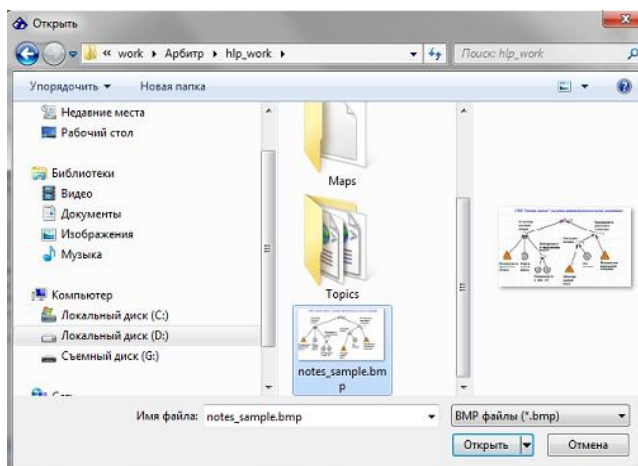 Открыть
« work ▸ Арбитр ▸ hlp_work ▸
Поиск: hlp_work
Упорядочить
Новая папка
Недавние места
Рабочий стол
Библиотеки
Видео
Документы
Изображения
Музыка
Компьютер
Локальный диск (C:)
Локальный диск (D:)
Съемный диск (G:)
Maps
Topics
notes_sample.bm
p
Имя файла: notes_sample.bmp
BMP файлы (*.bmp)
Открыть
Отмена